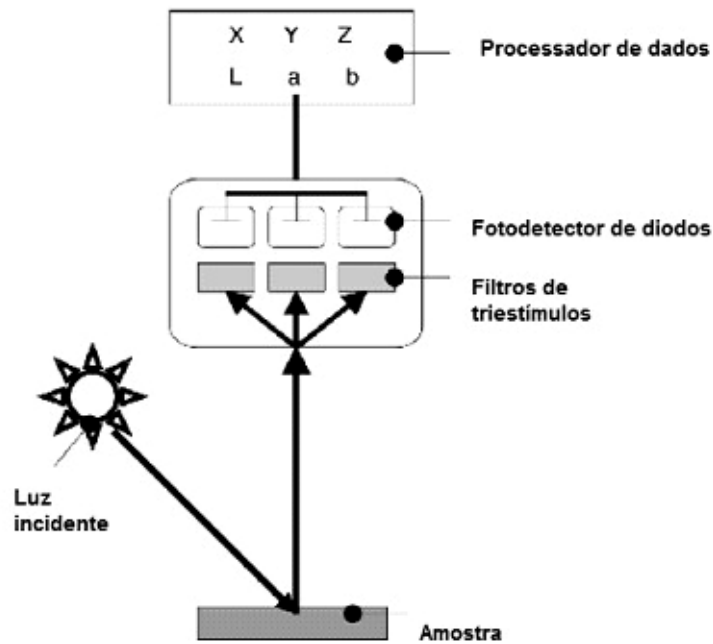 X Y Z
L a b
Processador de dados
Fotodetector de diodos
Filtros de
triestímulos
Luz
incidente
Amostra